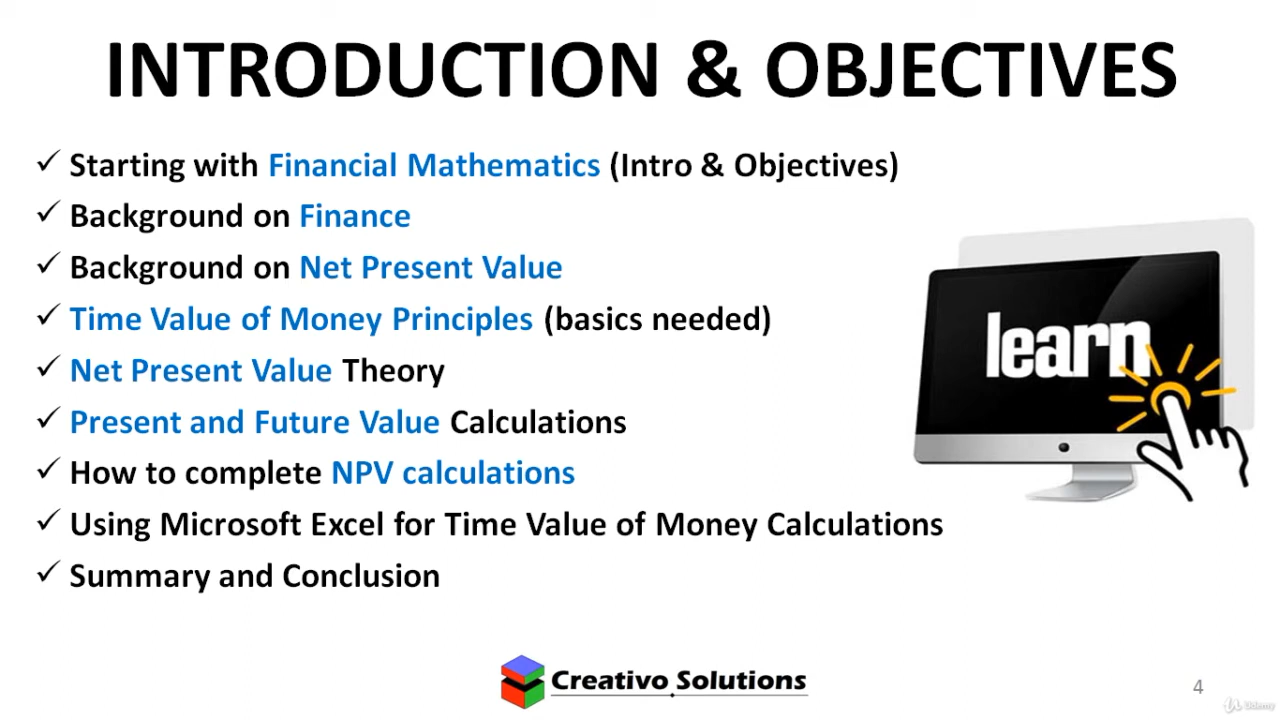 INTRODUCTION & OBJECTIVES
✓ Starting with Financial Mathematics (Intro & Objectives)
✓ Background on Finance
✓ Background on Net Present Value
✓ Time Value of Money Principles (basics needed)
✓ Net Present Value Theory
✓ Present and Future Value Calculations
✓ How to complete NPV calculations
✓ Using Microsoft Excel for Time Value of Money Calculations
✓ Summary and Conclusion
learn
Creativo Solutions
4
Udemy